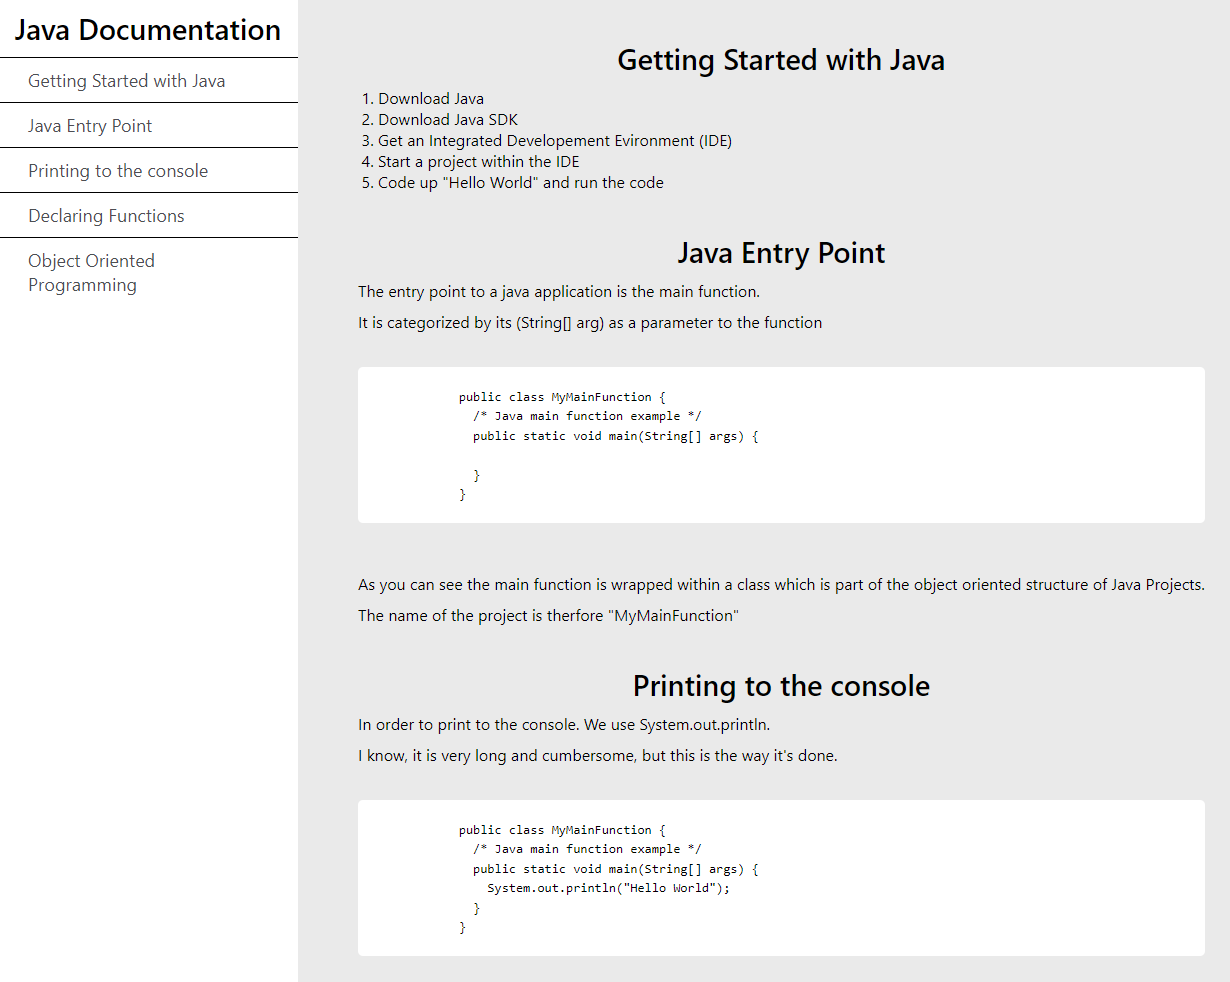 Java Documentation
Getting Started with Java
Java Entry Point
Printing to the console
Declaring Functions
Object Oriented
Programming
Getting Started with Java
1. Download Java
2. Download Java SDK
3. Get an Integrated Developement Evironment (IDE)
4. Start a project within the IDE
5. Code up "Hello World" and run the code
Java Entry Point
The entry point to a java application is the main function.
It is categorized by its (String[] arg) as a parameter to the function
public class MyMainFunction {
  /* Java main function example */
  public static void main(String[] args) {
  }
}
As you can see the main function is wrapped within a class which is part of the object oriented structure of Java Projects.
The name of the project is therfore "MyMainFunction"
Printing to the console
In order to print to the console. We use System.out.println.
I know, it is very long and cumbersome, but this is the way it's done.
public class MyMainFunction {
  /* Java main function example */
  public static void main(String[] args) {
    System.out.println("Hello World");
  }
}